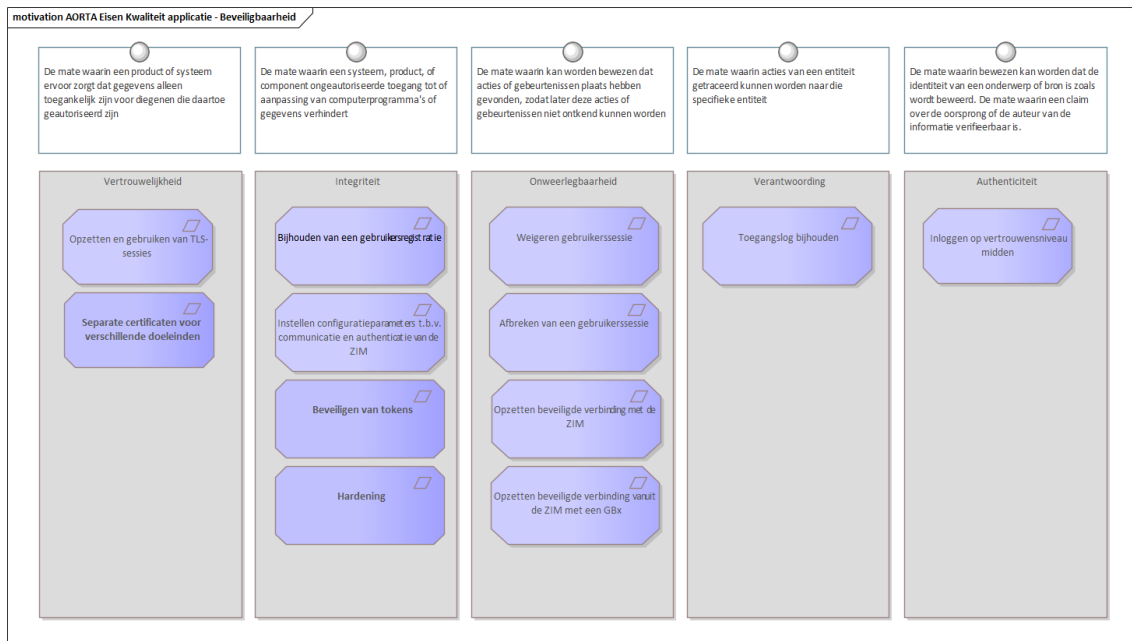 motivation AORTA Eisen Kwaliteit applicatie - Beveiligbaarheid
De mate waarin een product of systeem
ervoor zorgt dat gegevens alleen
toegankelijk zijn voor diegenen die daartoe
geautoriseerd zijn
De mate waarin een systeem, product, of
component ongeautoriseerde toegang tot of
aanpassing van computerprogramma's of
gegevens verhindert
De mate waarin kan worden bewezen dat
acties of gebeurtenissen plaats hebben
gevonden, zodat later deze acties of
gebeurtenissen niet ontkend kunnen worden
De mate waarin acties van een entiteit
getraceerd kunnen worden naar die
specifieke entiteit
De mate waarin bewezen kan worden dat de
identiteit van een onderwerp of bron is zoals
wordt beweerd. De mate waarin een claim
over de oorsprong of de auteur van de
informatie verifieerbaar is.
Vertrouwelijkheid
Opzetten en gebruiken van TLS-
sessies
Separate certificaten voor
verschillende doeleinden
Integriteit
Bijhouden van een gebruikersregistratie
Instellen configuratieparameters t.b.v.
communicatie en authenticatie van de
ZIM
Beveiligen van tokens
Hardening
Onweerlegbaarheid
Weigeren gebruikerssessie
Afbreken van een gebruikerssessie
Opzetten beveiligde verbinding met de
ZIM
Opzetten beveiligde verbinding vanuit
de ZIM met een GBx
Verantwoording
Toegangslog bijhouden
Authenticiteit
Inloggen op vertrouwensniveau
midden